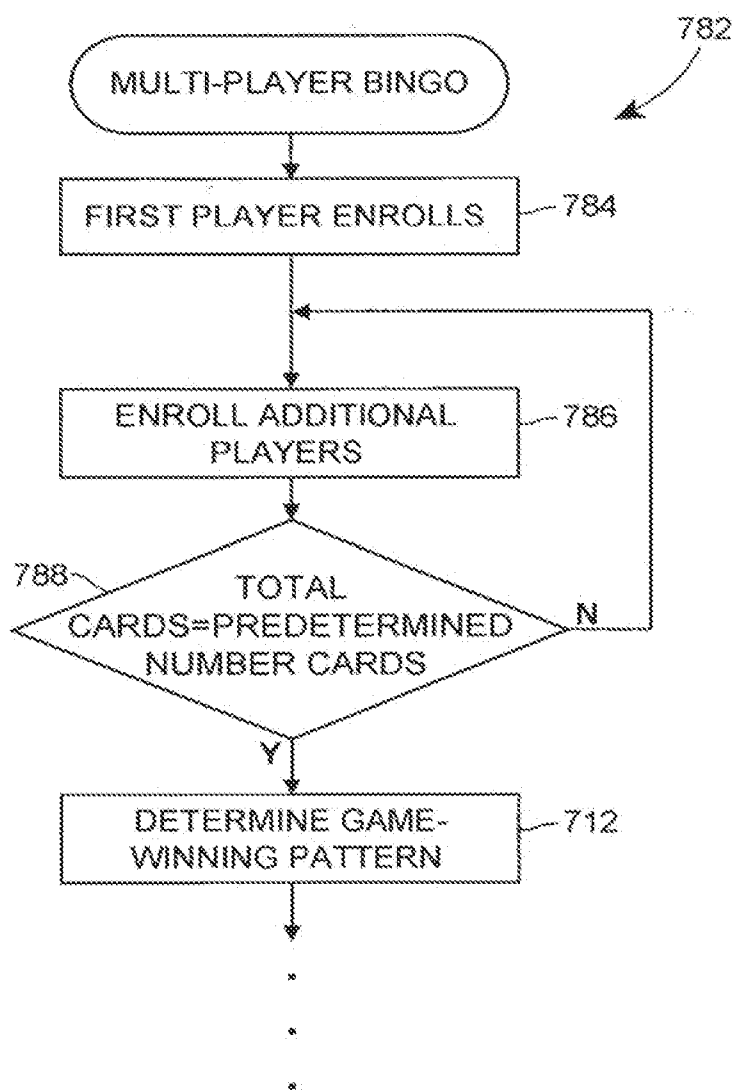 782
MULTI-PLAYER BINGO
FIRST PLAYER ENROLLS
784
ENROLL ADDITIONAL
PLAYERS
786
788
TOTAL
CARDS=PREDETERMINED
NUMBER CARDS
N
Y
DETERMINE GAME-
WINNING PATTERN
712